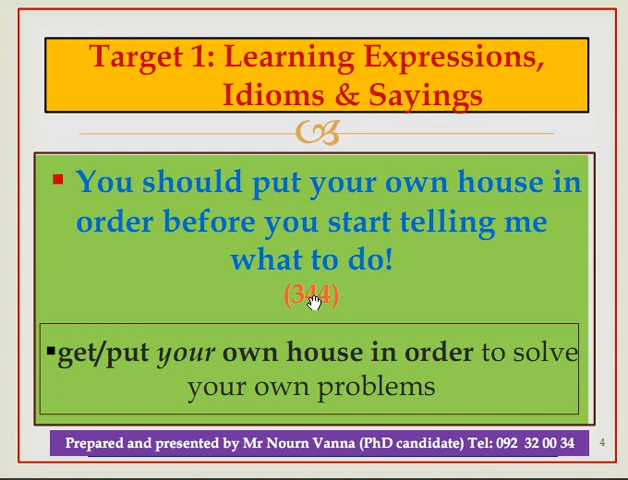 Target 1: Learning Expressions,
Idioms & Sayings
▪ You should put your own house in
order before you start telling me
what to do!
(344)
▪get/put your own house in order to solve
your own problems
Prepared and presented by Mr Nourn Vanna (PhD candidate) Tel: 092 32 00 34
4